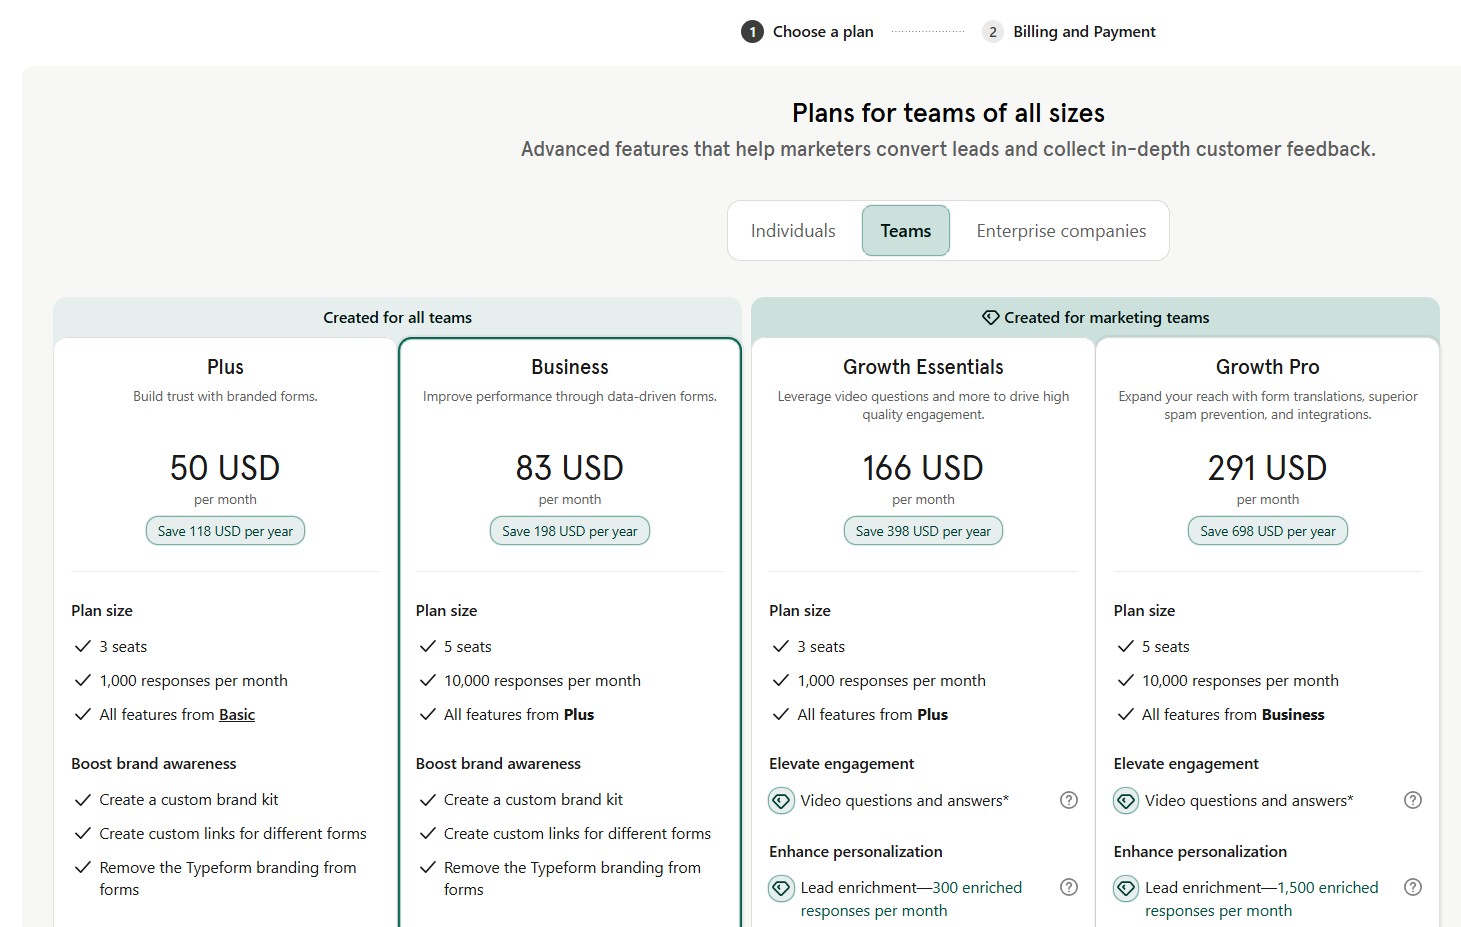 1 Choose a plan 2 Billing and Payment
Plans for teams of all sizes
Advanced features that help marketers convert leads and collect in-depth customer feedback.
Individuals Teams Enterprise companies
Created for all teams
Plus
Build trust with branded forms.
50 USD
per month
Save 118 USD per year
Plan size
3 seats
1,000 responses per month
All features from Basic
Boost brand awareness
Create a custom brand kit
Create custom links for different forms
Remove the Typeform branding from
forms
Business
Improve performance through data-driven forms.
83 USD
per month
Save 198 USD per year
Plan size
5 seats
10,000 responses per month
All features from Plus
Boost brand awareness
Create a custom brand kit
Create custom links for different forms
Remove the Typeform branding from
forms
Created for marketing teams
Growth Essentials
Leverage video questions and more to drive high
quality engagement.
166 USD
per month
Save 398 USD per year
Plan size
3 seats
1,000 responses per month
All features from Plus
Elevate engagement
Video questions and answers* ?
Enhance personalization
Lead enrichment—300 enriched ?
responses per month
Growth Pro
Expand your reach with form translations, superior
spam prevention, and integrations.
291 USD
per month
Save 698 USD per year
Plan size
5 seats
10,000 responses per month
All features from Business
Elevate engagement
Video questions and answers* ?
Enhance personalization
Lead enrichment—1,500 enriched ?
responses per month